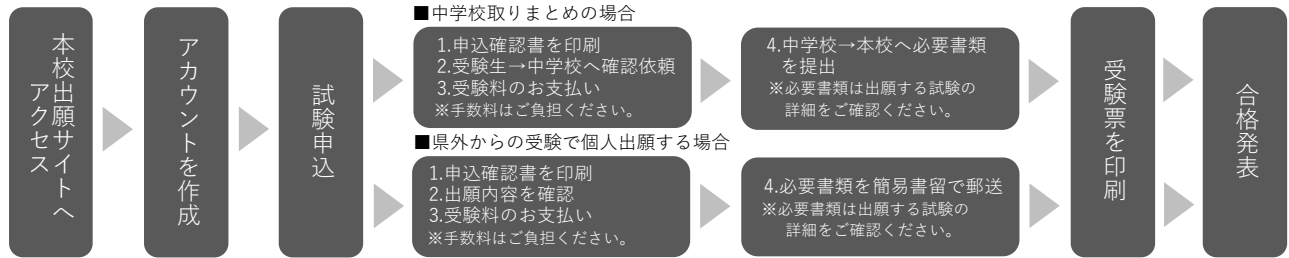 本校出願サイトへ
アクセス
アカウントを作成
試験申込
■中学校取りまとめの場合
1.申込確認書を印刷
2.受験生→中学校へ確認依頼
3.受験料のお支払い
※手数料はご負担ください。
4.中学校→本校へ必要書類
を提出
※必要書類は出願する試験の
詳細をご確認ください。
■県外からの受験で個人出願する場合
1.申込確認書を印刷
2.出願内容を確認
3.受験料のお支払い
※手数料はご負担ください。
4.必要書類を簡易書留で郵送
※必要書類は出願する試験の
詳細をご確認ください。
受験票を印刷
合格発表